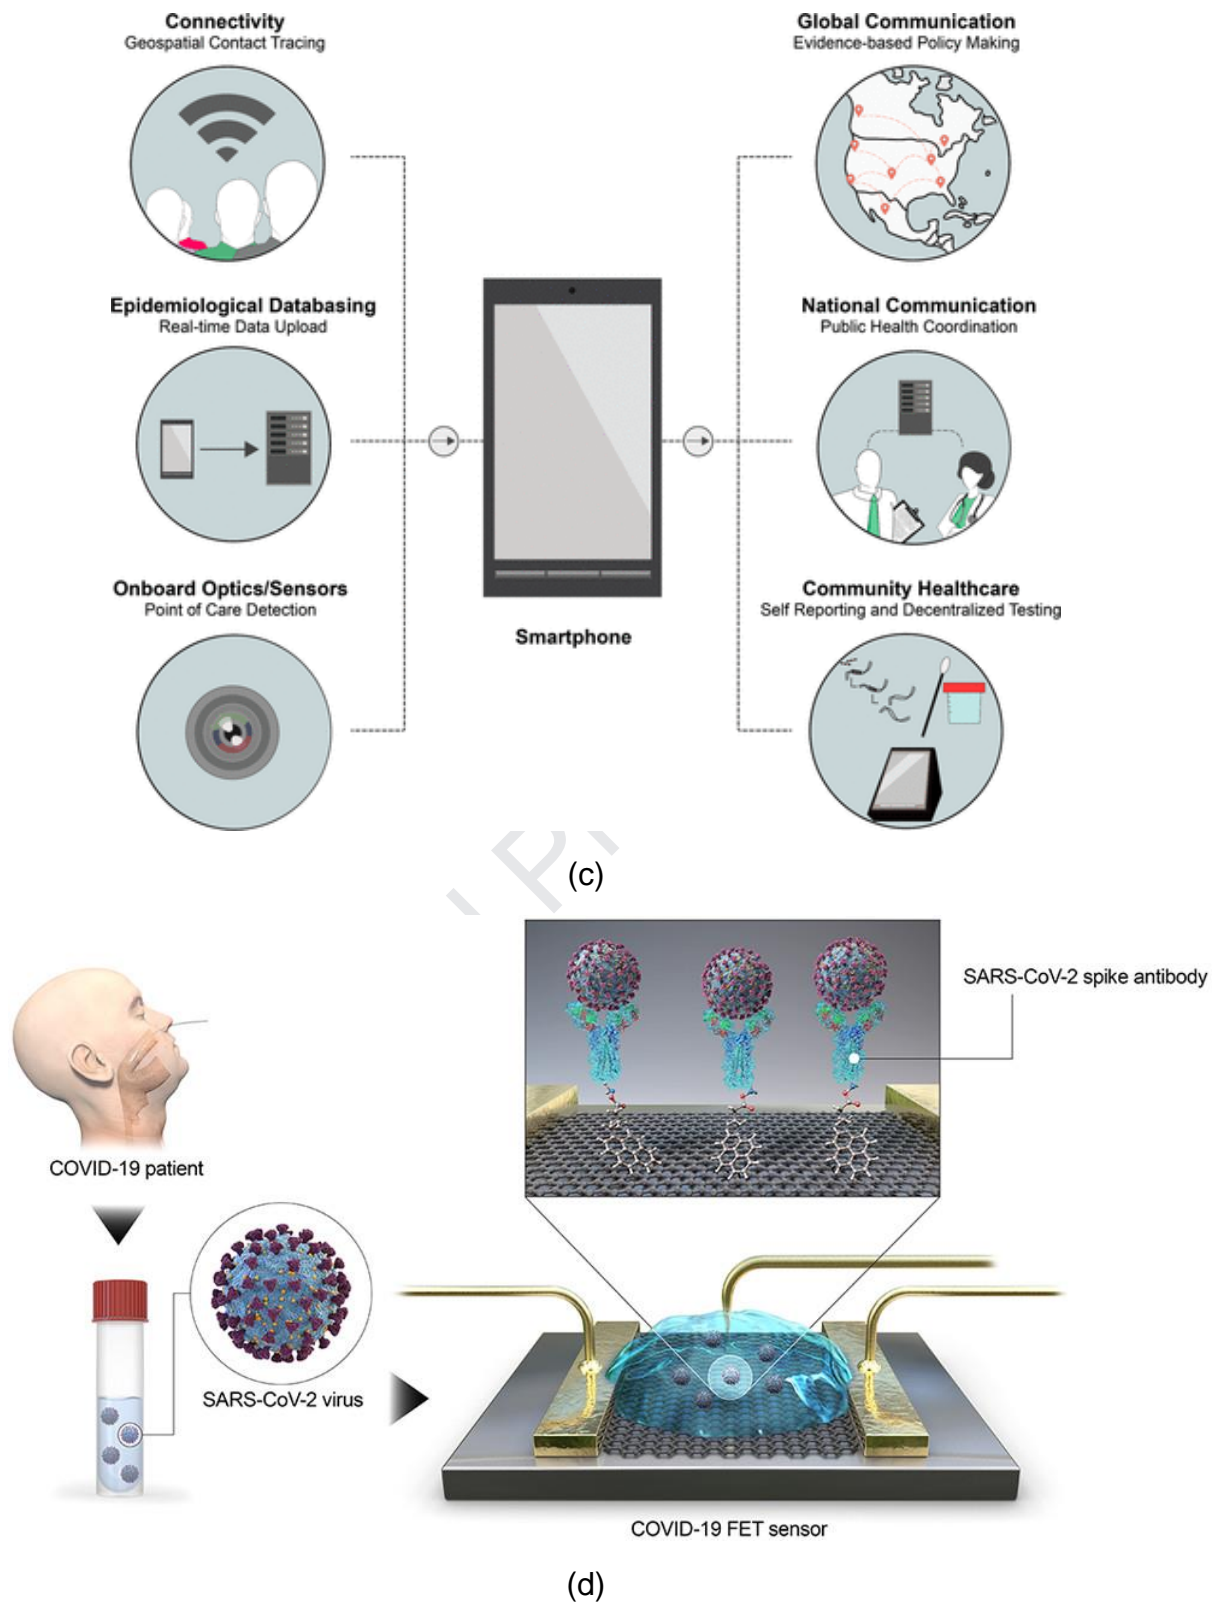 Connectivity
Geospatial Contact Tracing
Global Communication
Evidence-based Policy Making
Epidemiological Databasing
Real-time Data Upload
National Communication
Public Health Coordination
Onboard Optics/Sensors
Point of Care Detection
Smartphone
Community Healthcare
Self Reporting and Decentralized Testing
(c)
SARS-CoV-2 spike antibody
COVID-19 patient
SARS-CoV-2 virus
COVID-19 FET sensor
(d)